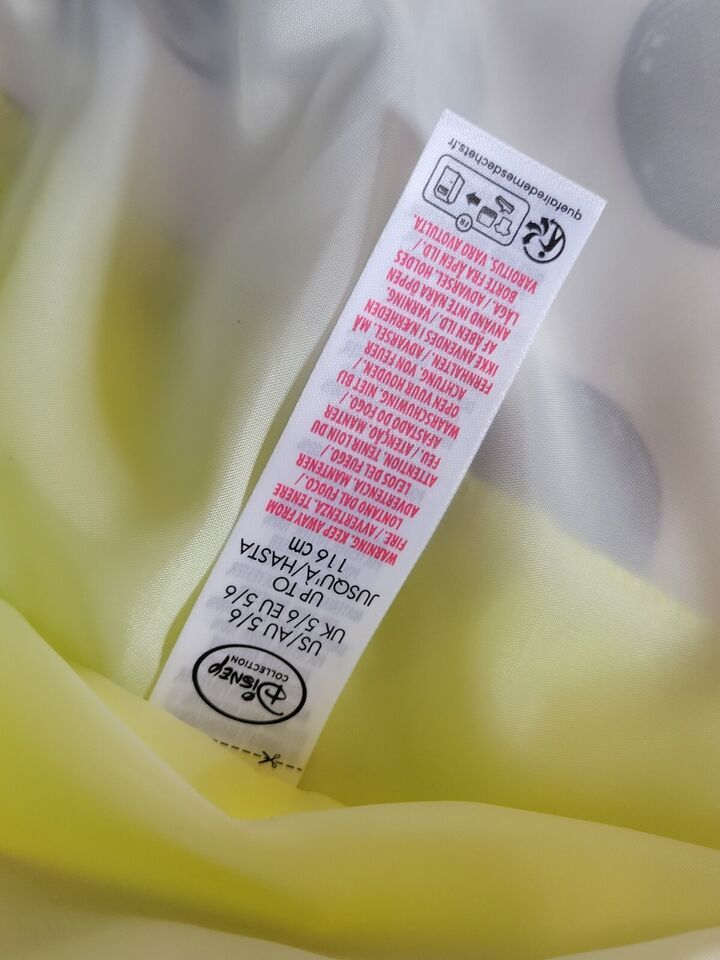 DISNEP
COLLECTION
US/AU 5/6
UK 5/6 EU 5/6
UP TO
JUSQU'A/HASTA
116 cm
WARNING. KEEP AWAY FROM
FIRE. / AVVERTENZA. TENERE
LONTANO DAL FUOCO. /
ADVERTENCIA. MANTENER
LEJOS DEL FUEGO. /
ATTENTION. TENIR LOIN DU
FEU. / ATENÇÃO. MANTER
AFASTADO DO FOGO. /
WAARSCHUWING. NIET BIJ
OPEN VUUR HOUDEN. /
ACHTUNG. VON FEUER
FERNHALTEN. / ADVARSEL. MÅ
IKKE ANVENDES I NÆRHEDEN
AF ÅBEN ILD / VARNING.
ANVÄND INTE NÄRA ÖPPEN
LÅGA. / ADVARSEL. HOLDES
BORTE FRA ÅPEN ILD. /
VAROITUS. VARO AVOTULTA.
FR
quefairedemesdechets.fr